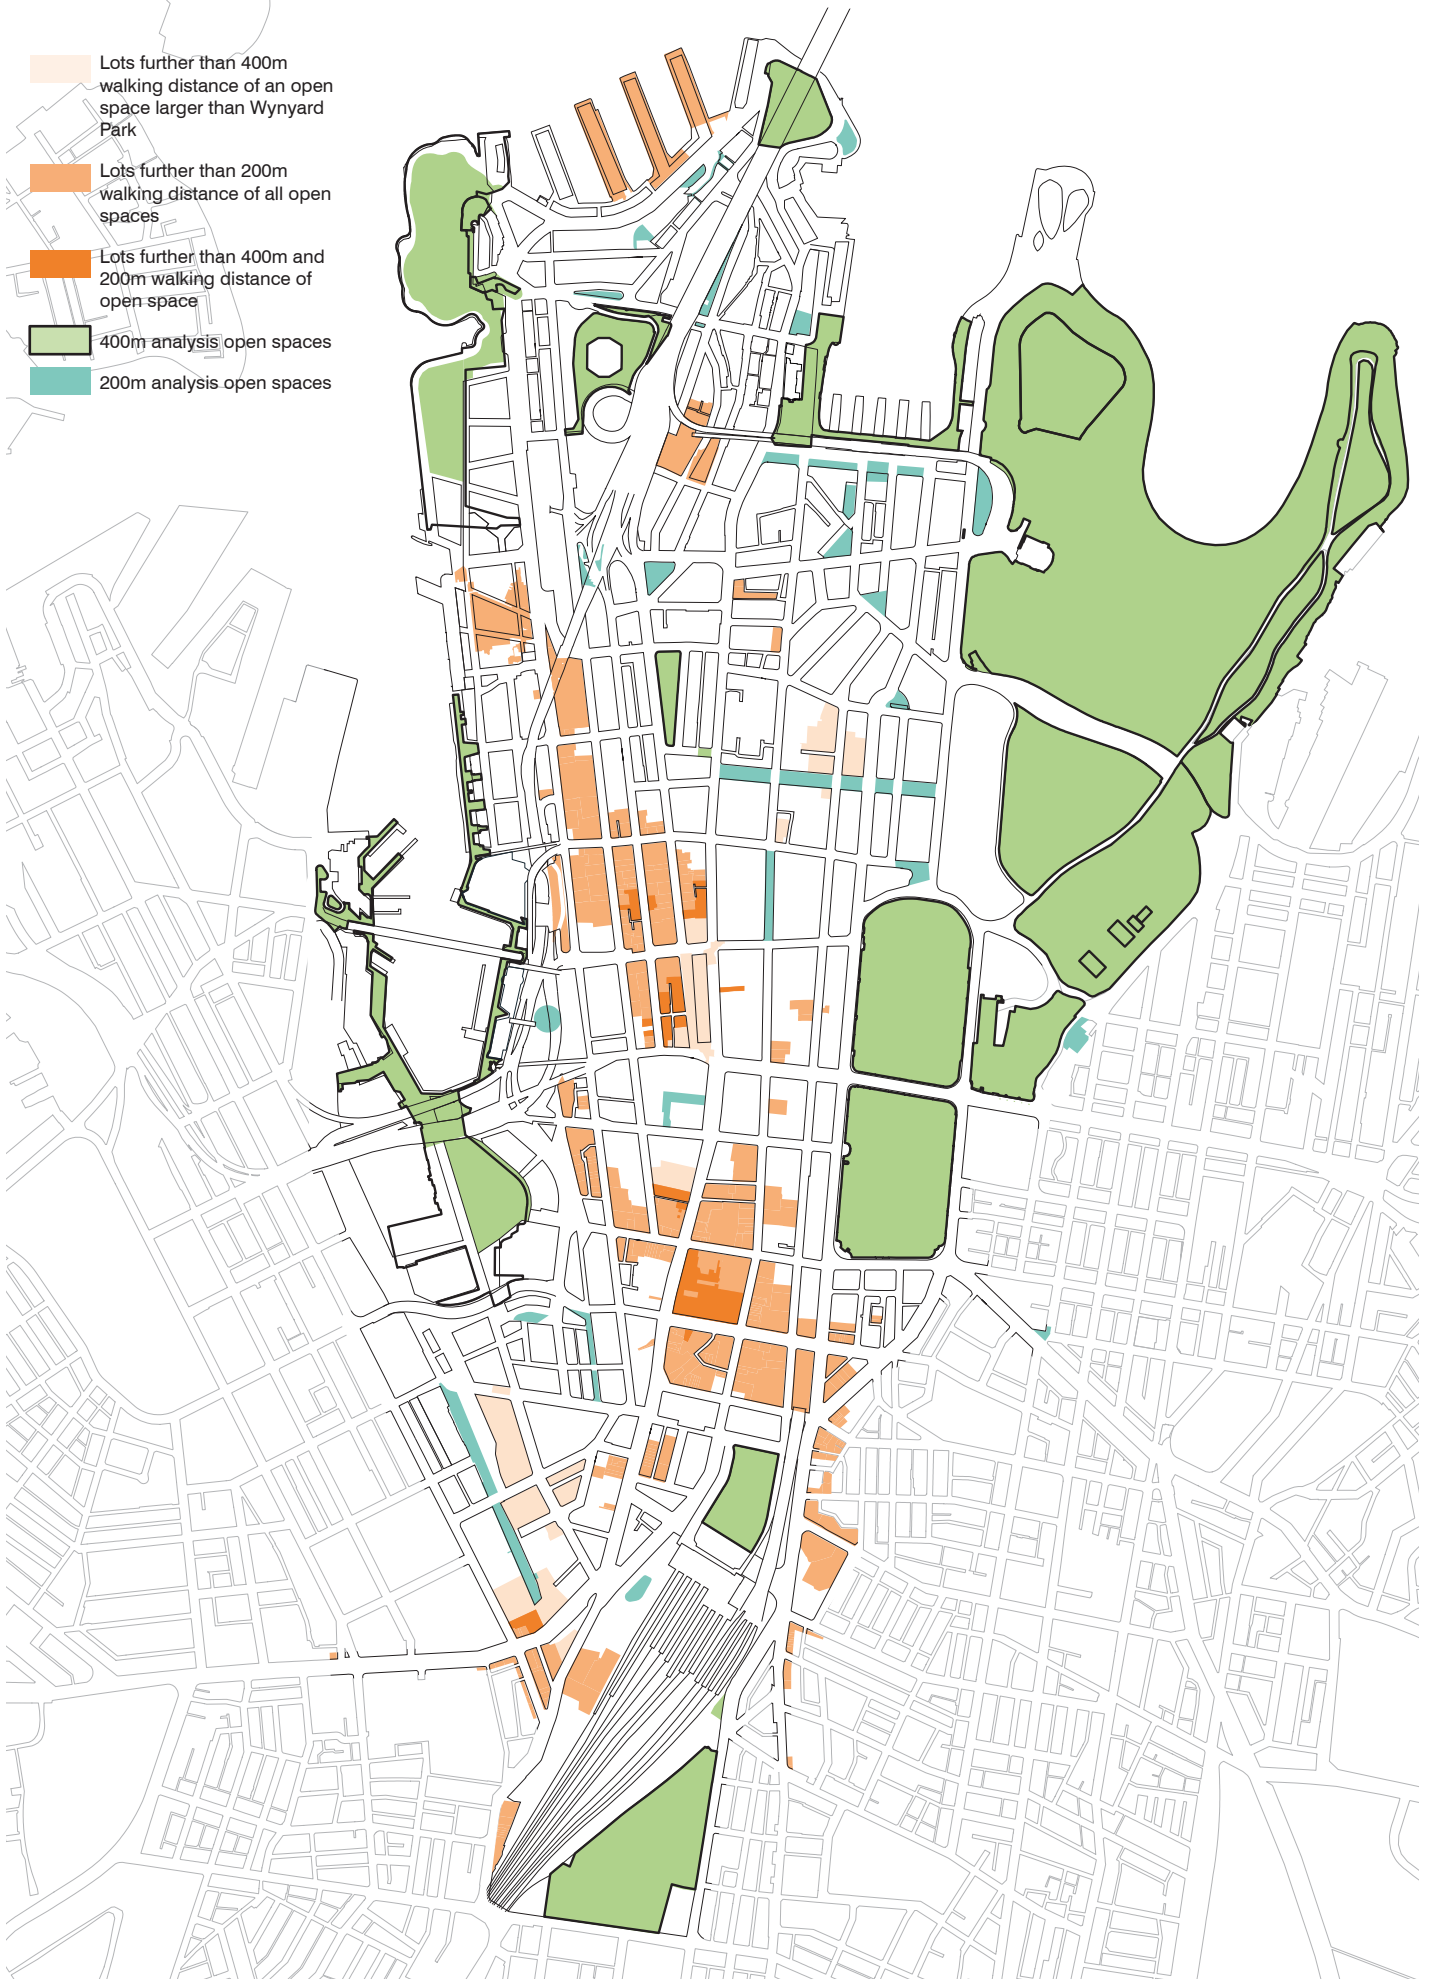 Lots further than 400m
walking distance of an open
space larger than Wynyard
Park
Lots further than 200m
walking distance of all open
spaces
Lots further than 400m and
200m walking distance of
open space
400m analysis open spaces
200m analysis open spaces